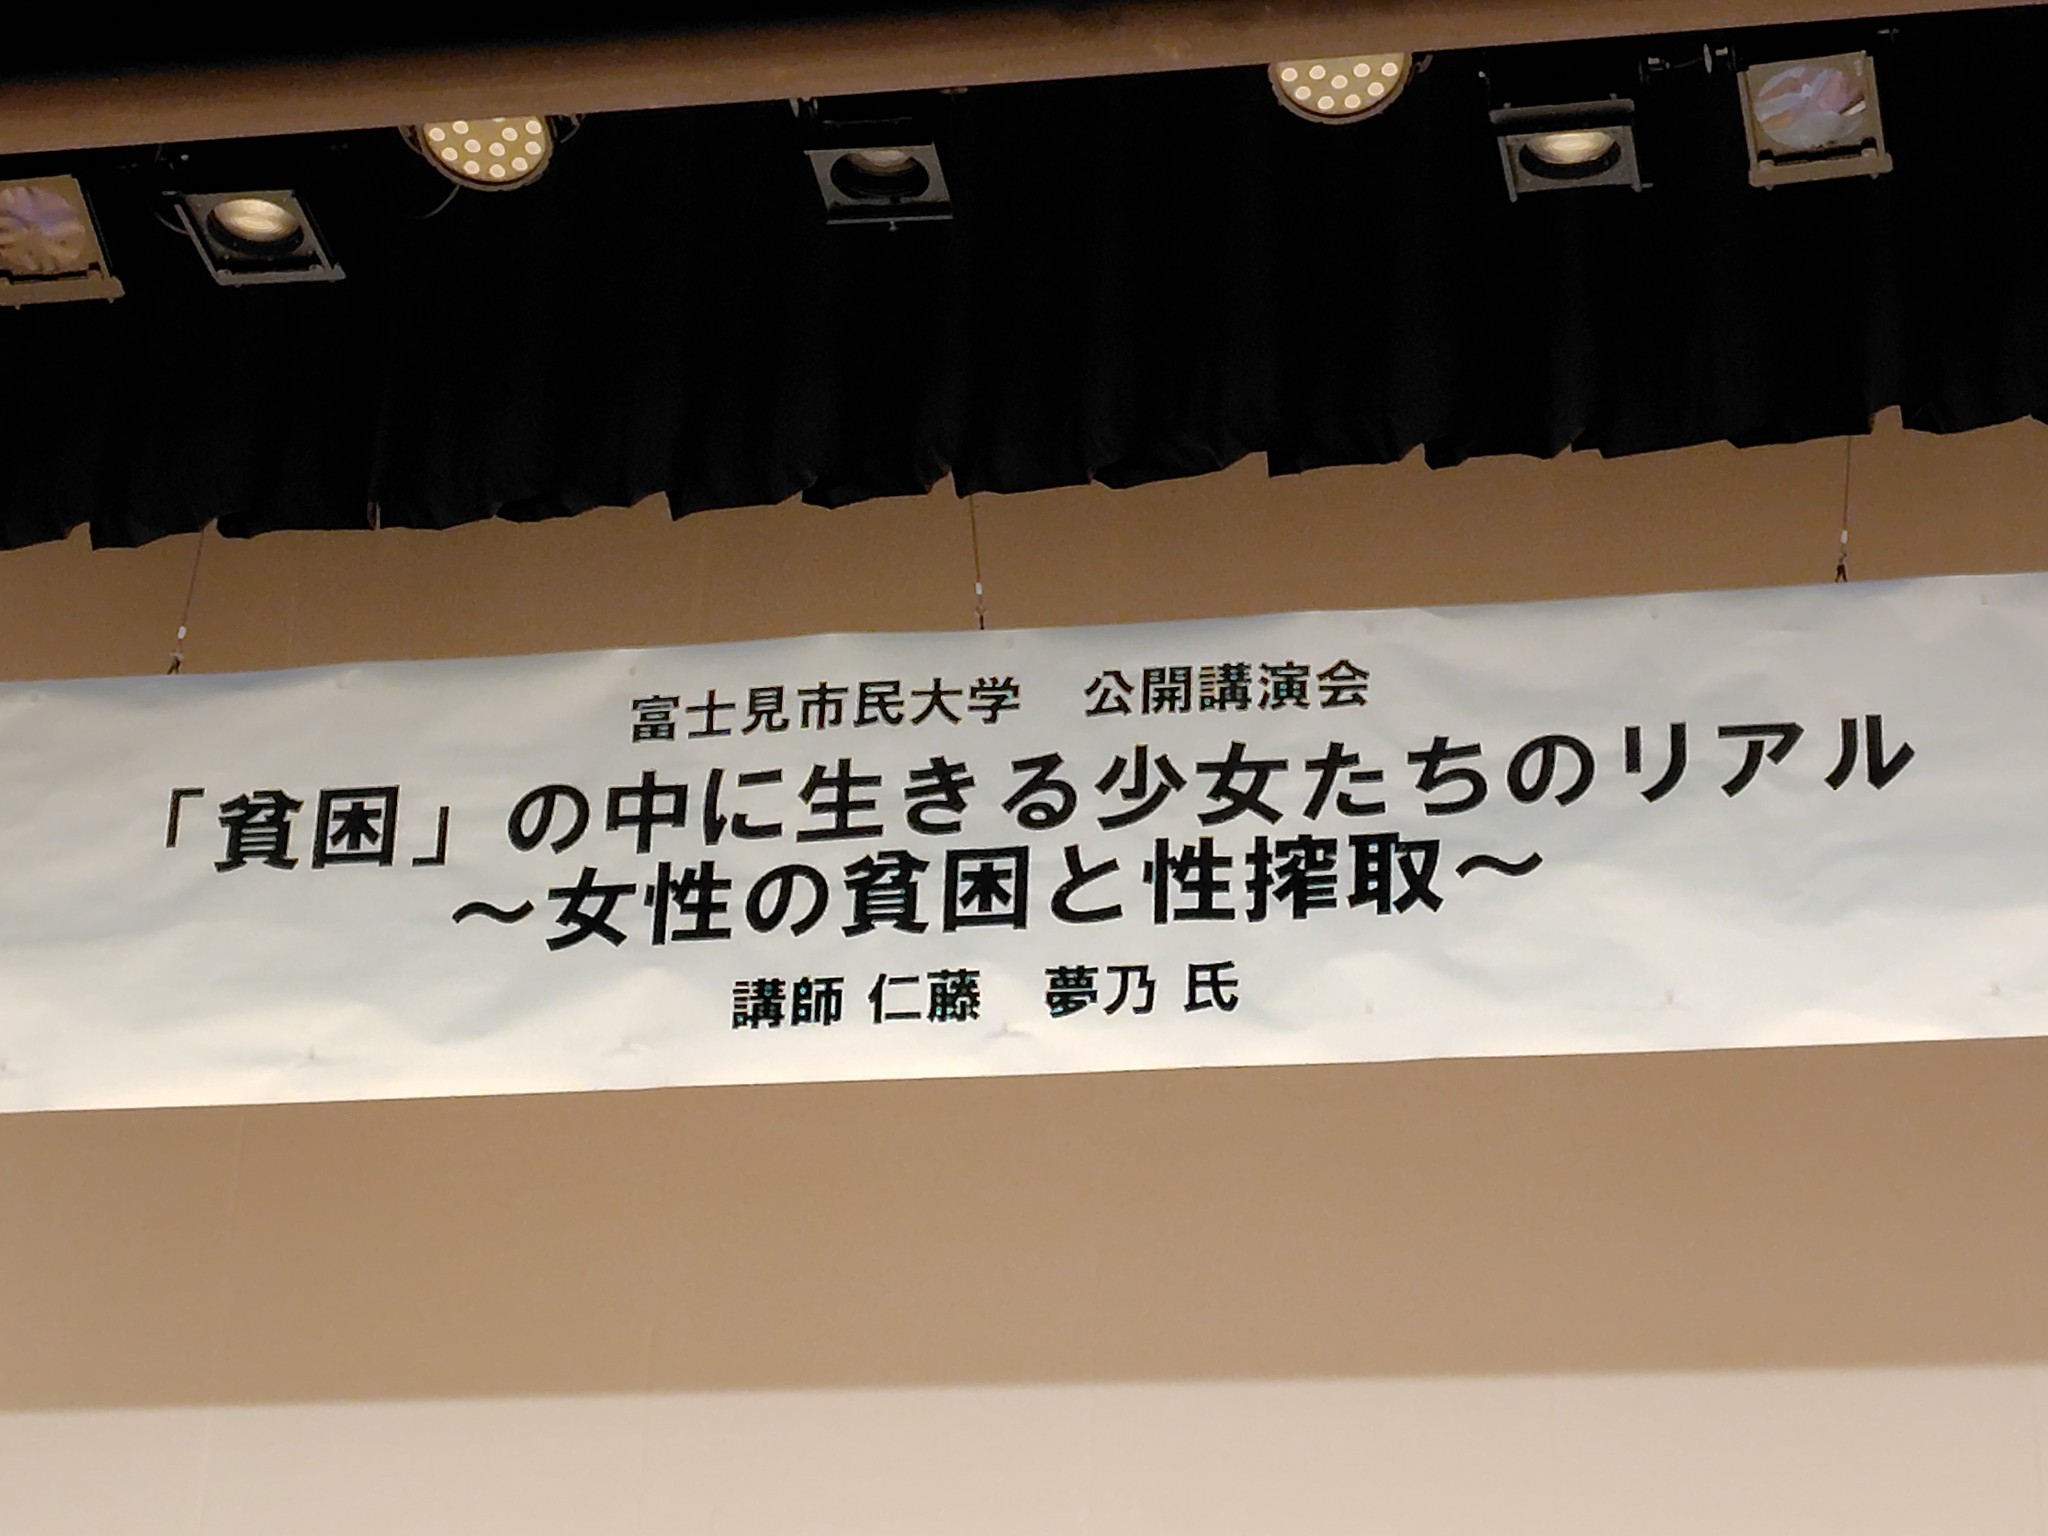 富士見市民大学　公開講演会
「貧困」の中に生きる少女たちのリアル
～女性の貧困と性搾取～
講師 仁藤　夢乃 氏